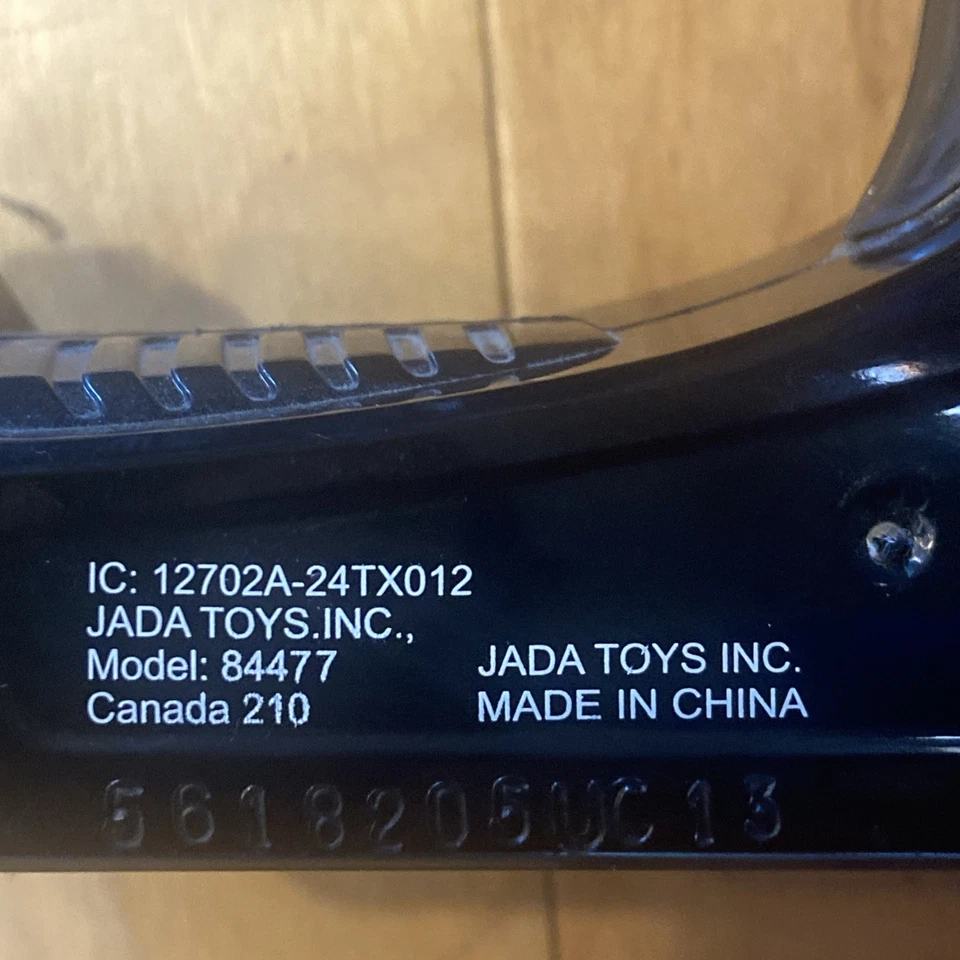 IC: 12702A-24TX012
JADA TOYS.INC.,
Model: 84477
Canada 210
JADA TOYS INC.
MADE IN CHINA
5618205UC13